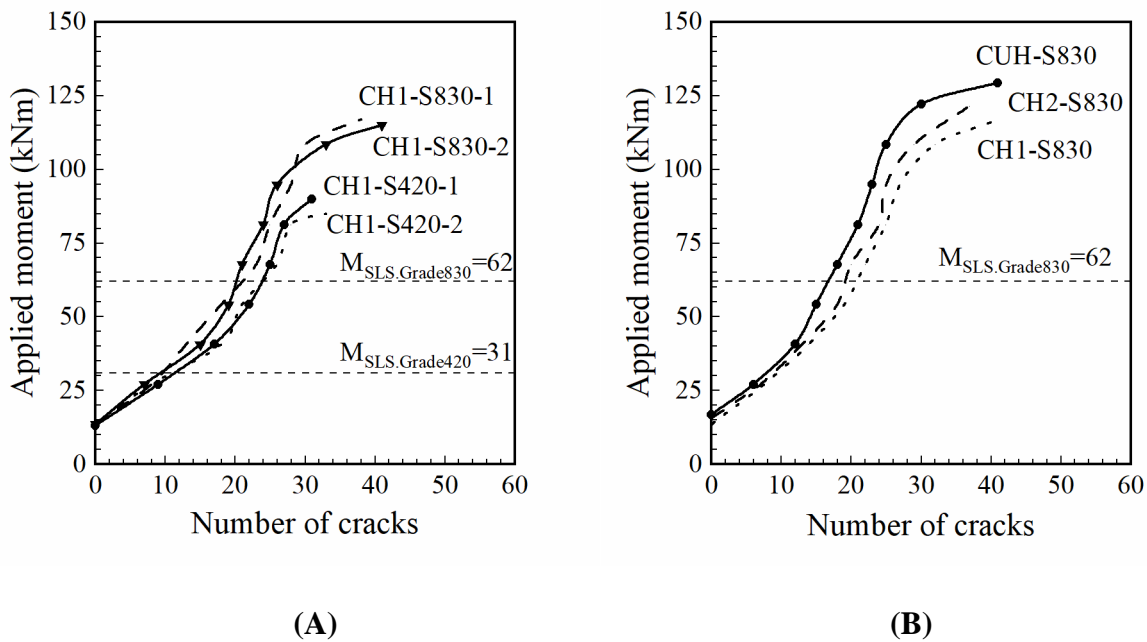 150
125
100
75
50
25
0
Applied moment (kNm)
CH1-S830-1
CH1-S830-2
CH1-S420-1
CH1-S420-2
M_SLS.Grade830=62
M_SLS.Grade420=31
0 10 20 30 40 50 60
Number of cracks
(A)
150
125
100
75
50
25
0
Applied moment (kNm)
CUH-S830
CH2-S830
CH1-S830
M_SLS.Grade830=62
0 10 20 30 40 50 60
Number of cracks
(B)